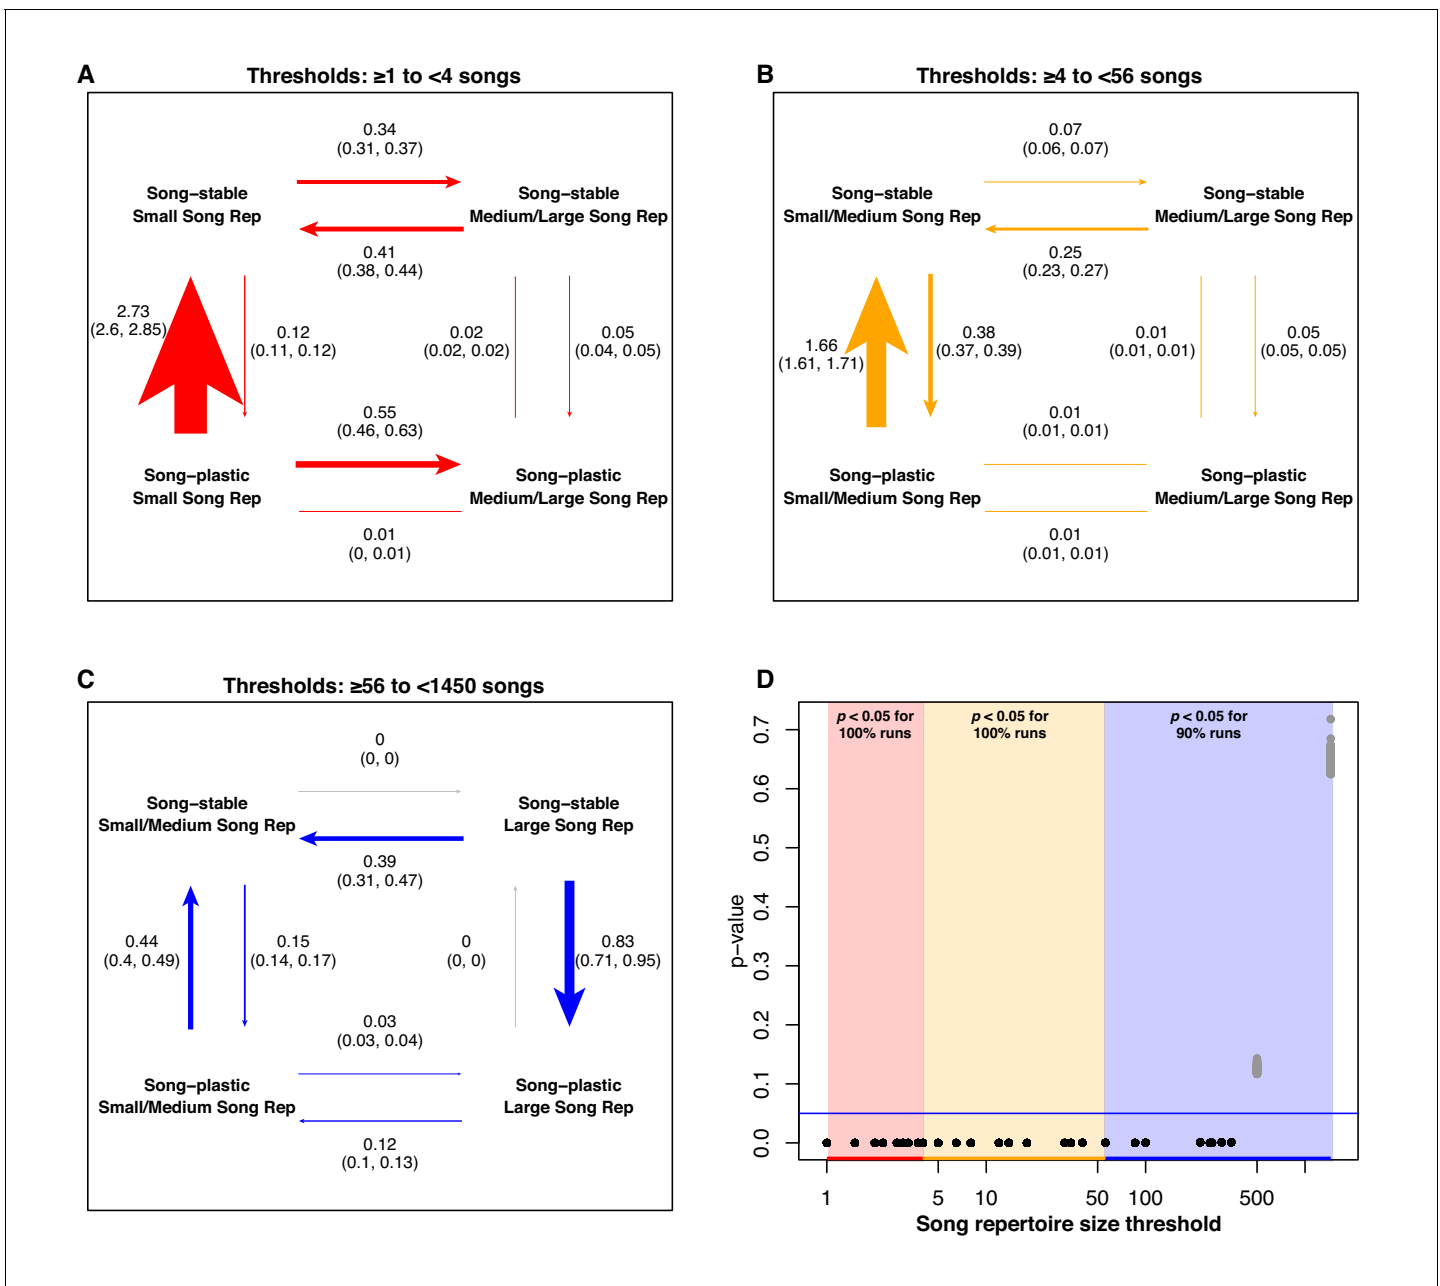 A
Thresholds: ≥1 to <4 songs
0.34
(0.31, 0.37)
Song−stable
Small Song Rep
Song−stable
Medium/Large Song Rep
0.41
(0.38, 0.44)
2.73
(2.6, 2.85)
0.12
(0.11, 0.12)
0.02
(0.02, 0.02)
0.05
(0.04, 0.05)
0.55
(0.46, 0.63)
Song−plastic
Small Song Rep
Song−plastic
Medium/Large Song Rep
0.01
(0, 0.01)
B
Thresholds: ≥4 to <56 songs
0.07
(0.06, 0.07)
Song−stable
Small/Medium Song Rep
Song−stable
Medium/Large Song Rep
0.25
(0.23, 0.27)
1.66
(1.61, 1.71)
0.38
(0.37, 0.39)
0.01
(0.01, 0.01)
0.05
(0.05, 0.05)
0.01
(0.01, 0.01)
Song−plastic
Small/Medium Song Rep
Song−plastic
Medium/Large Song Rep
0.01
(0.01, 0.01)
C
Thresholds: ≥56 to <1450 songs
0
(0, 0)
Song−stable
Small/Medium Song Rep
Song−stable
Large Song Rep
0.39
(0.31, 0.47)
0.44
(0.4, 0.49)
0.15
(0.14, 0.17)
0
(0, 0)
0.83
(0.71, 0.95)
0.03
(0.03, 0.04)
Song−plastic
Small/Medium Song Rep
Song−plastic
Large Song Rep
0.12
(0.1, 0.13)
D
p < 0.05 for
100% runs
p < 0.05 for
100% runs
p < 0.05 for
90% runs
p−value
0.7
0.6
0.5
0.4
0.3
0.2
0.1
0.0
1 5 10 50 100 500
Song repertoire size threshold